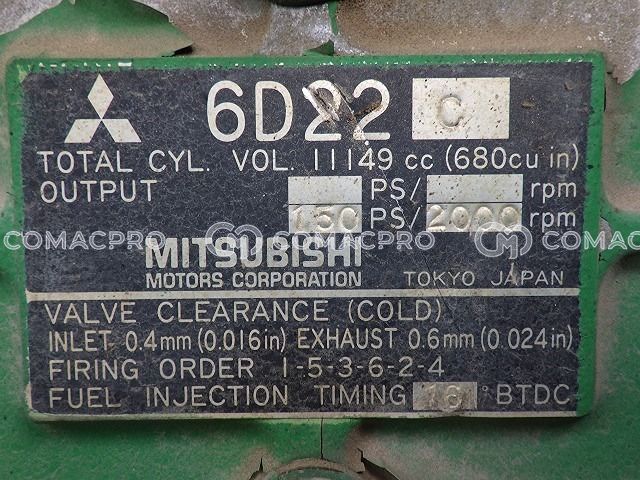 6D22 C
TOTAL CYL. VOL. 11149 cc (680cu in)
OUTPUT PS/ rpm
150 PS/ 2000 rpm
COMACPRO COMACPRO COMACPRO
MITSUBISHI
MOTORS CORPORATION TOKYO JAPAN
VALVE CLEARANCE (COLD)
INLET 0.4mm (0.016in) EXHAUST 0.6mm (0.024in)
FIRING ORDER 1-5-3-6-2-4
FUEL INJECTION TIMING ° BTDC